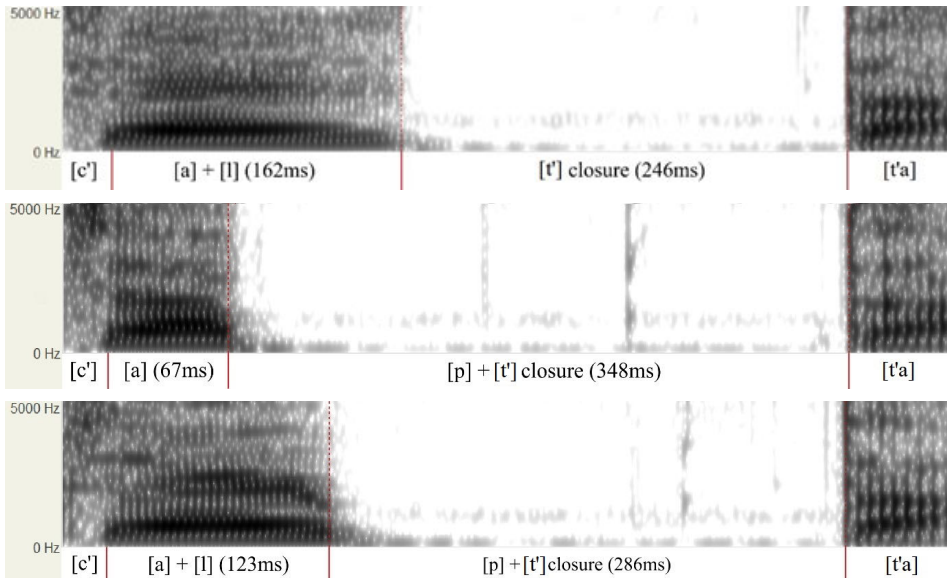 5000 Hz
0 Hz
[c'] [a] + [l] (162ms) [t'] closure (246ms) [t'a]
5000 Hz
0 Hz
[c'] [a] (67ms) [p] + [t'] closure (348ms) [t'a]
5000 Hz
0 Hz
[c'] [a] + [l] (123ms) [p] + [t'] closure (286ms) [t'a]